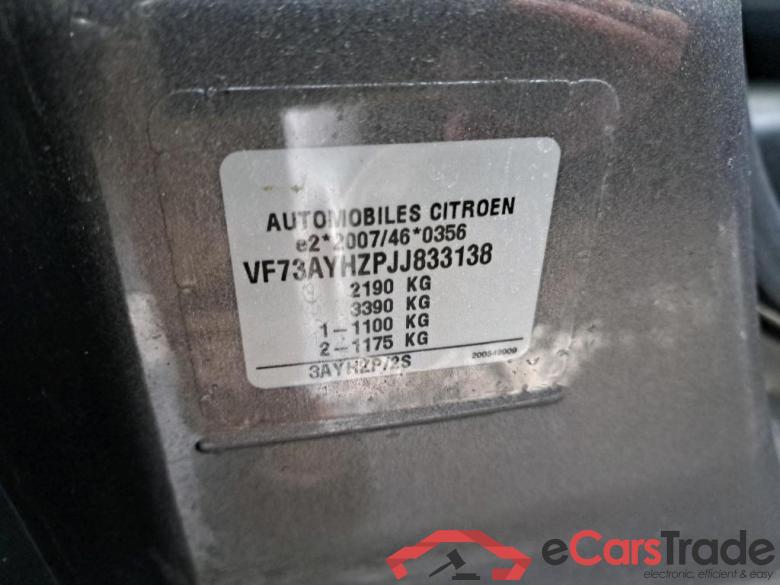 AUTOMOBILES CITROEN
e2*2007/46*0356
VF73AYHZPJJ833138
2190 KG
3390 KG
1-1100 KG
2-1175 KG
3AYHZP/2S
eCarsTrade
electronic, efficient & easy